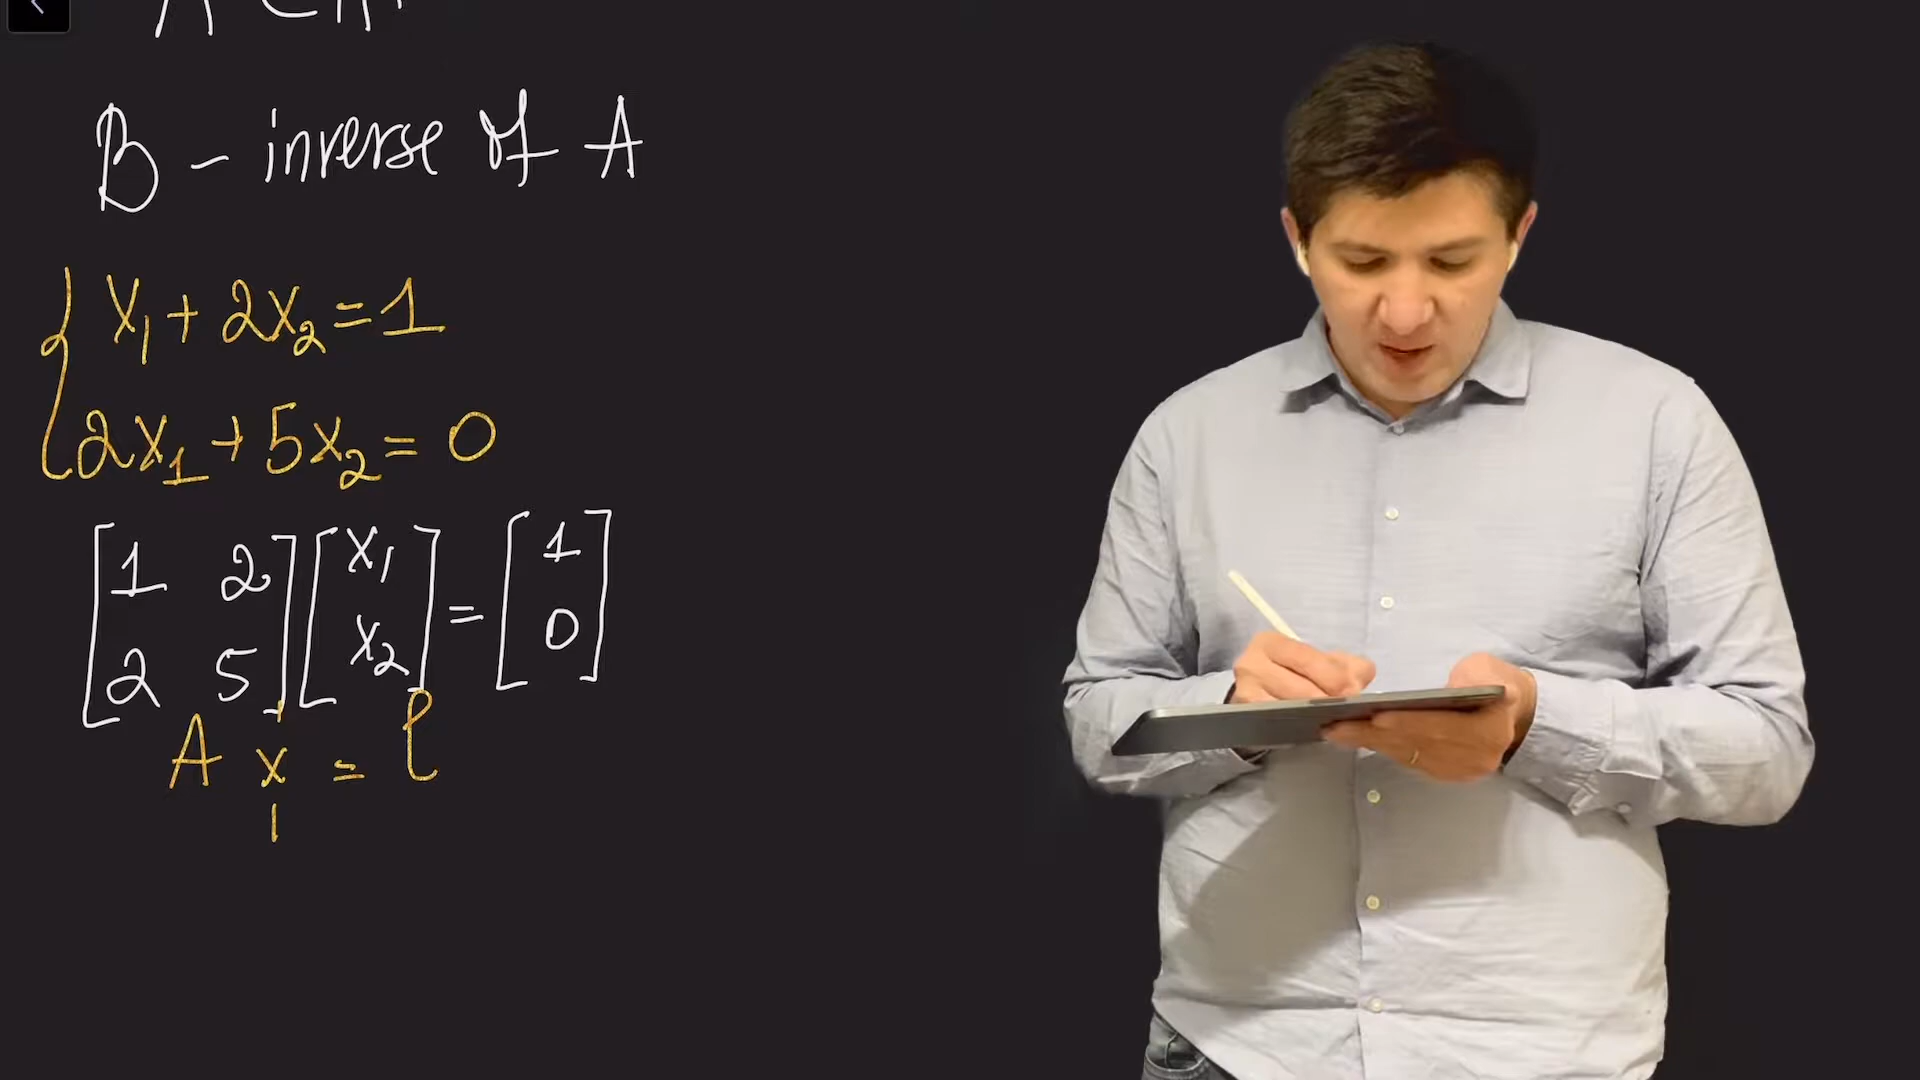 B - inverse of A
x₁ + 2x₂ = 1
2x₁ + 5x₂ = 0
[1 2] [x₁] = [1]
[2 5] [x₂] [0]
A x =